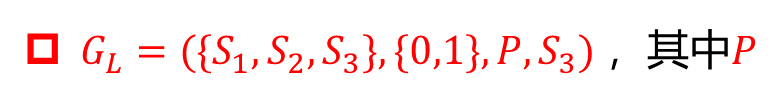 □ G_L = ({S_1, S_2, S_3}, {0,1}, P, S_3) ，其中P